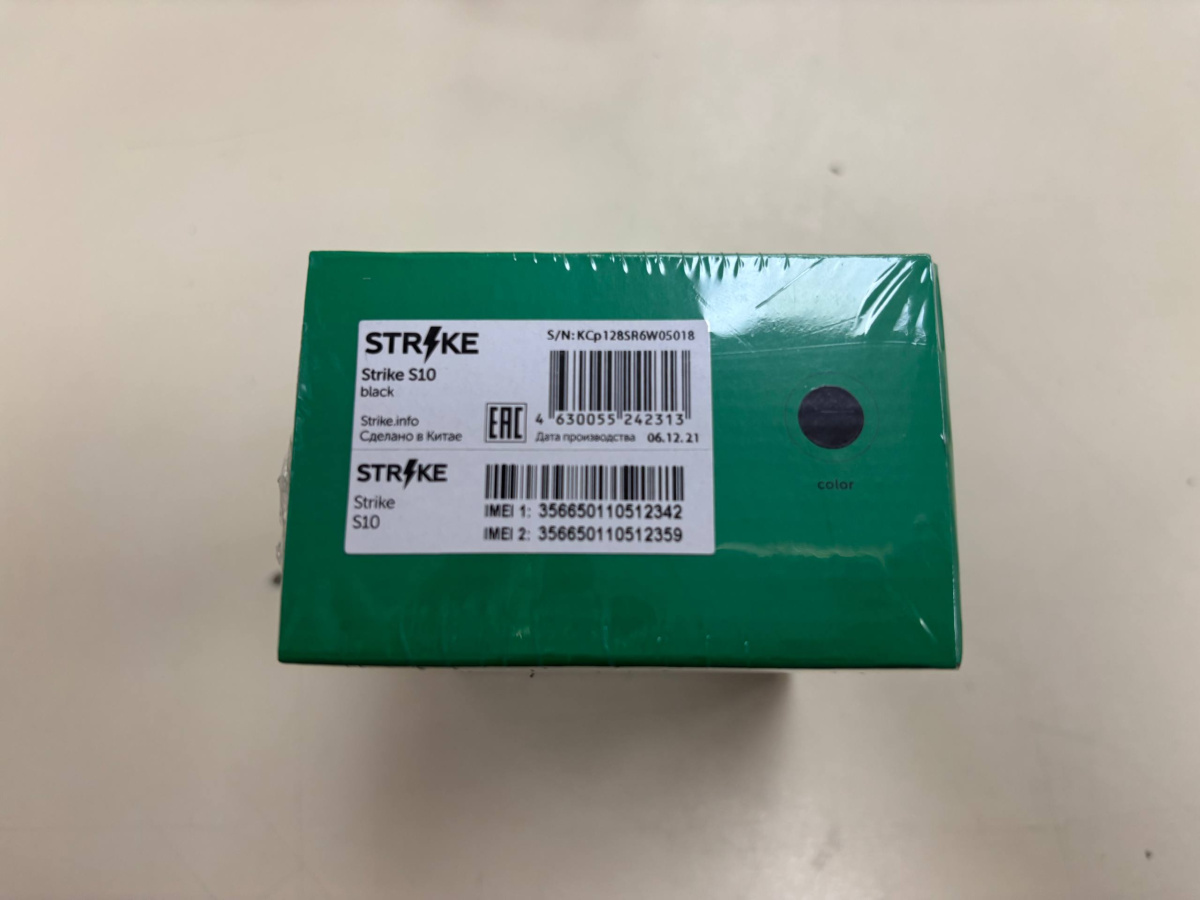 STRIKE
Strike S10
black
Strike.info
Сделано в Китае
S/N: KCp128SR6W05018
4 630055 242313
EAC
Дата производства 06.12.21
STRIKE
Strike
S10
IMEI 1: 356650110512342
IMEI 2: 356650110512359
color